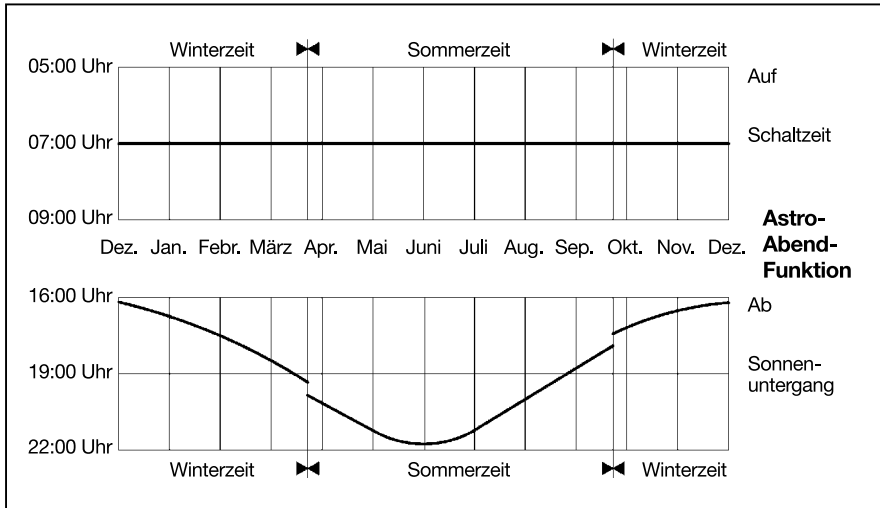 Winterzeit Sommerzeit Winterzeit
05:00 Uhr Auf
07:00 Uhr Schaltzeit
09:00 Uhr
Dez. Jan. Febr. März Apr. Mai Juni Juli Aug. Sep. Okt. Nov. Dez.
Astro-
Abend-
Funktion
16:00 Uhr Ab
19:00 Uhr Sonnen-
untergang
22:00 Uhr
Winterzeit Sommerzeit Winterzeit